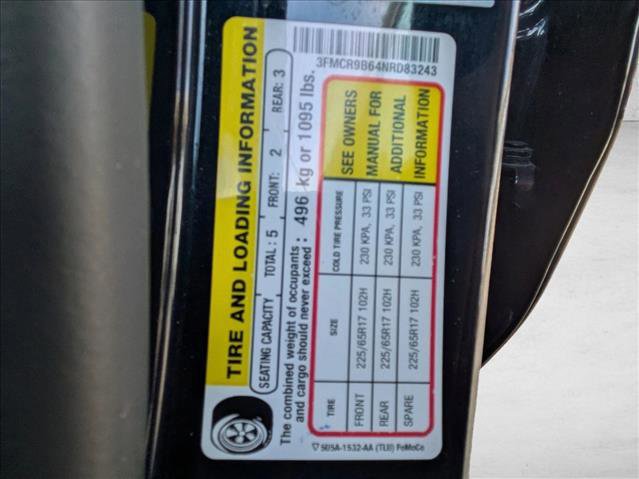 3FMCR9B64NRD83243
TIRE AND LOADING INFORMATION
SEATING CAPACITY TOTAL: 5 FRONT: 2 REAR: 3
The combined weight of occupants
and cargo should never exceed: 496 kg or 1095 lbs.
TIRE SIZE COLD TIRE PRESSURE SEE OWNERS
FRONT 225/65R17 102H 230 KPA, 33 PSI MANUAL FOR
REAR 225/65R17 102H 230 KPA, 33 PSI ADDITIONAL
SPARE 225/65R17 102H 230 KPA, 33 PSI INFORMATION
5U5A-1532-AA (TLB) FoMoCo